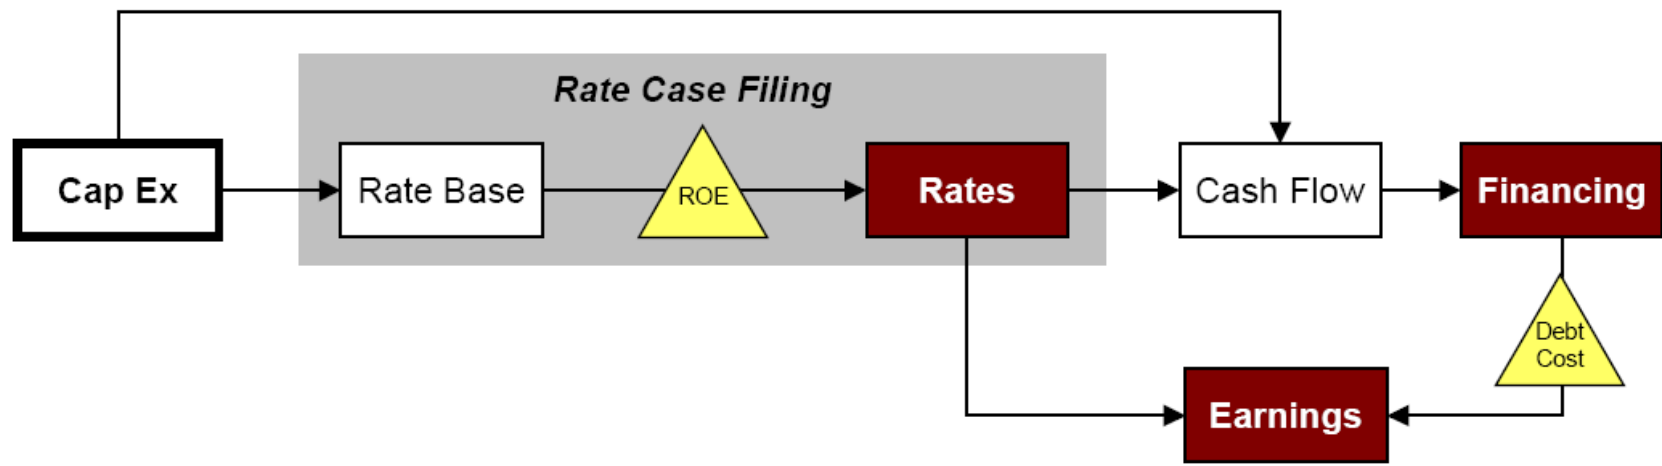 Rate Case Filing
Cap Ex
Rate Base
ROE
Rates
Cash Flow
Financing
Debt
Cost
Earnings